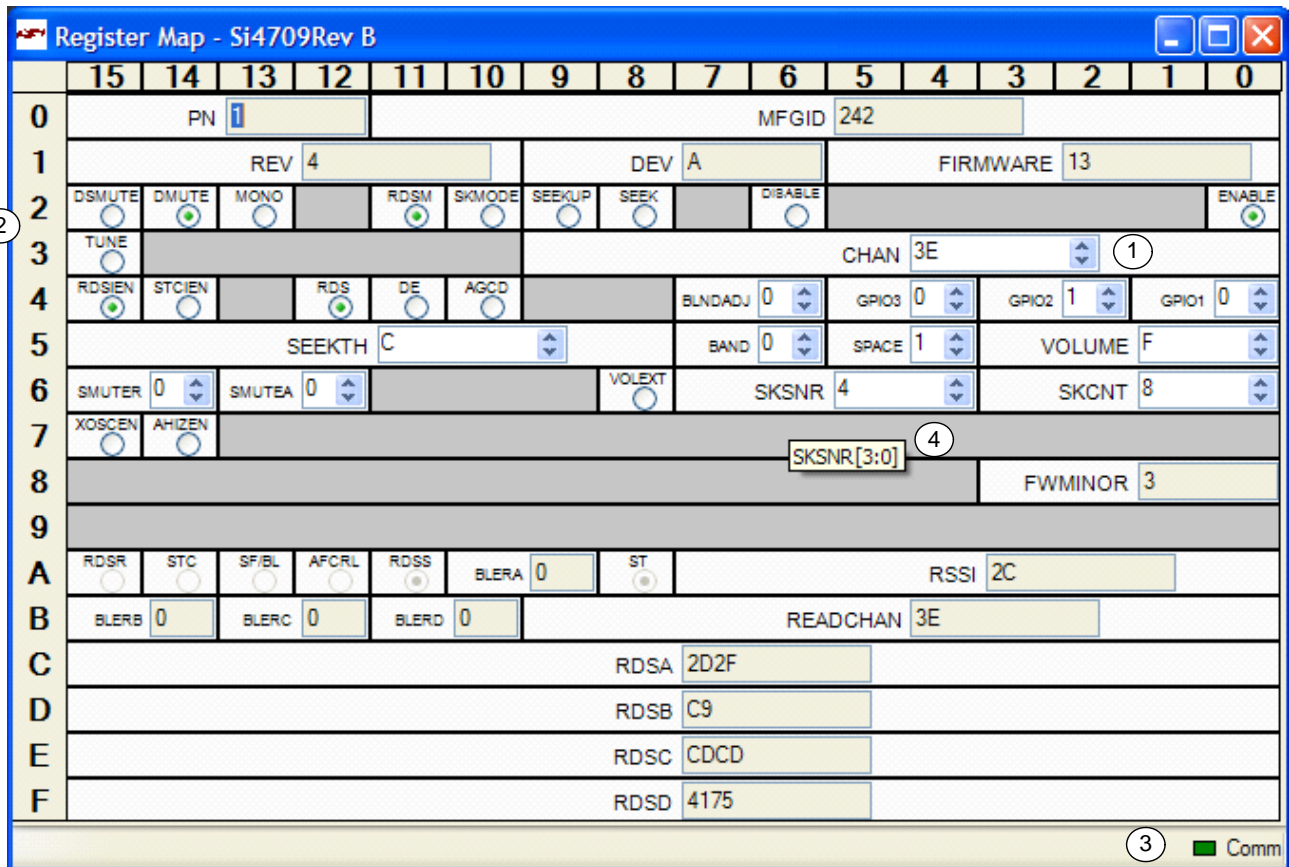 Register Map - Si4709Rev B
15 14 13 12 11 10 9 8 7 6 5 4 3 2 1 0
0 PN 1 MFGID 242
1 REV 4 DEV A FIRMWARE 13
2 DSMUTE DMUTE MONO RDSM SKMODE SEEKUP SEEK DISABLE ENABLE
2
3 TUNE CHAN 3E 1
4 RDSIEN STCIEN RDS DE AGCD BLNDADJ 0 GPIO3 0 GPIO2 1 GPIO1 0
5 SEEKTH C BAND 0 SPACE 1 VOLUME F
6 SMUTER 0 SMUTEA 0 VOLEXT SKSNR 4 SKCNT 8
7 XOSCEN AHIZEN
SKSNR[3:0] 4
8 FWMINOR 3
9
A RDSR STC SF/BL AFCRL RDSS BLERA 0 ST RSSI 2C
B BLERB 0 BLERC 0 BLERD 0 READCHAN 3E
C RDSA 2D2F
D RDSB C9
E RDSC CDCD
F RDSD 4175
3 Comm